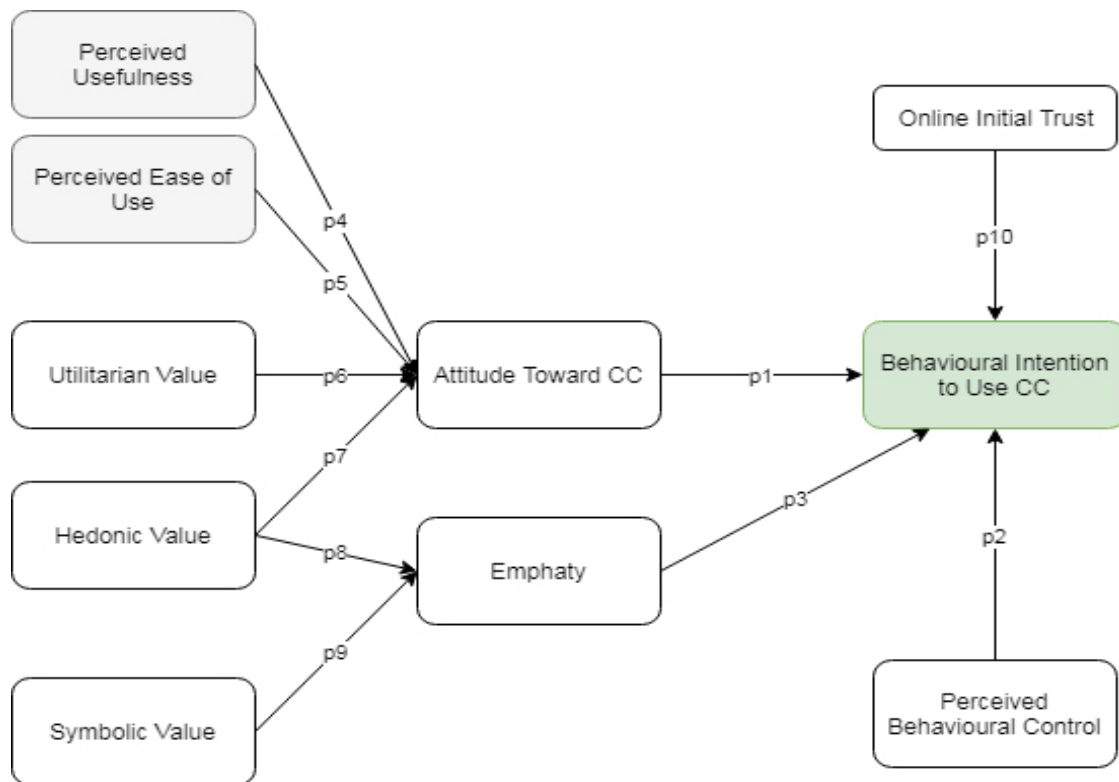 Perceived
Usefulness
Online Initial Trust
Perceived Ease of
Use
p4
p10
p5
Utilitarian Value
p6
Attitude Toward CC
p1
Behavioural Intention
to Use CC
p7
p3
Hedonic Value
p8
p2
Emphaty
p9
Symbolic Value
Perceived
Behavioural Control